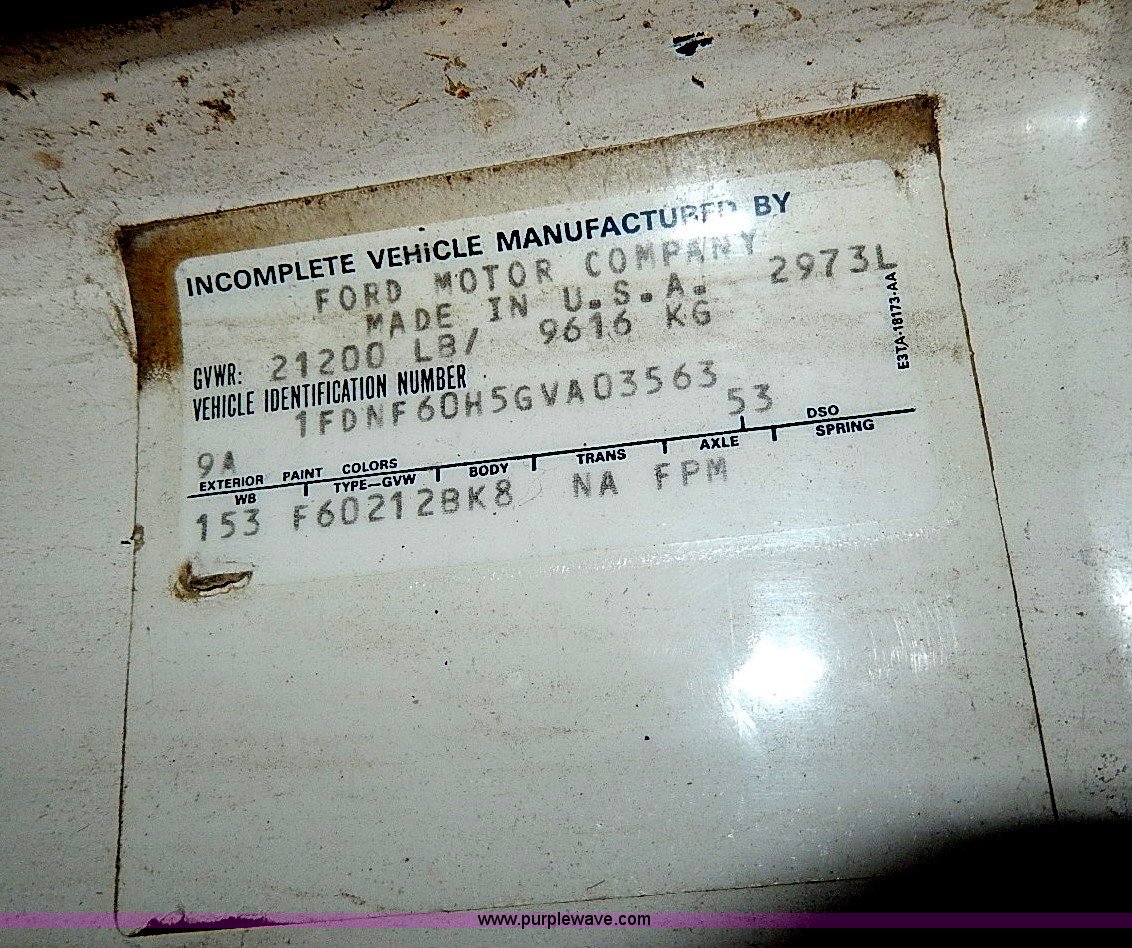 INCOMPLETE VEHICLE MANUFACTURED BY
FORD MOTOR COMPANY
MADE IN U.S.A. 2973L
GVWR: 21200 LB/ 9616 KG
VEHICLE IDENTIFICATION NUMBER
1FDNF60H5GVA03563
E3TA-18173-AA
9A 53
EXTERIOR PAINT COLORS BODY TRANS AXLE DSO
WB TYPE-GVW SPRING
153 F60212BK8 NA FPM
www.purplewave.com